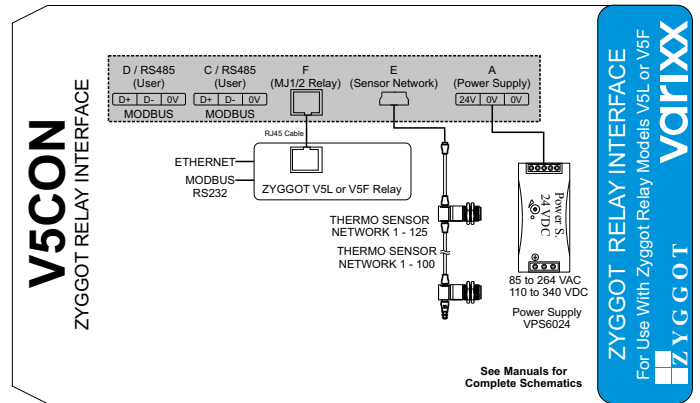 V5CON
ZYGGOT RELAY INTERFACE
D / RS485
(User)
D+ D- 0V
MODBUS
C / RS485
(User)
D+ D- 0V
MODBUS
F
(MJ1/2 Relay)
E
(Sensor Network)
A
(Power Supply)
24V 0V 0V
RJ45 Cable
ETHERNET
MODBUS
RS232
ZYGGOT V5L or V5F Relay
THERMO SENSOR
NETWORK 1 - 125
THERMO SENSOR
NETWORK 1 - 100
Power S.
24 VDC
85 to 264 VAC
110 to 340 VDC
Power Supply
VPS6024
See Manuals for
Complete Schematics
ZYGGOT RELAY INTERFACE
For Use With Zyggot Relay Models V5L or V5F
ZYGGOT
varixx